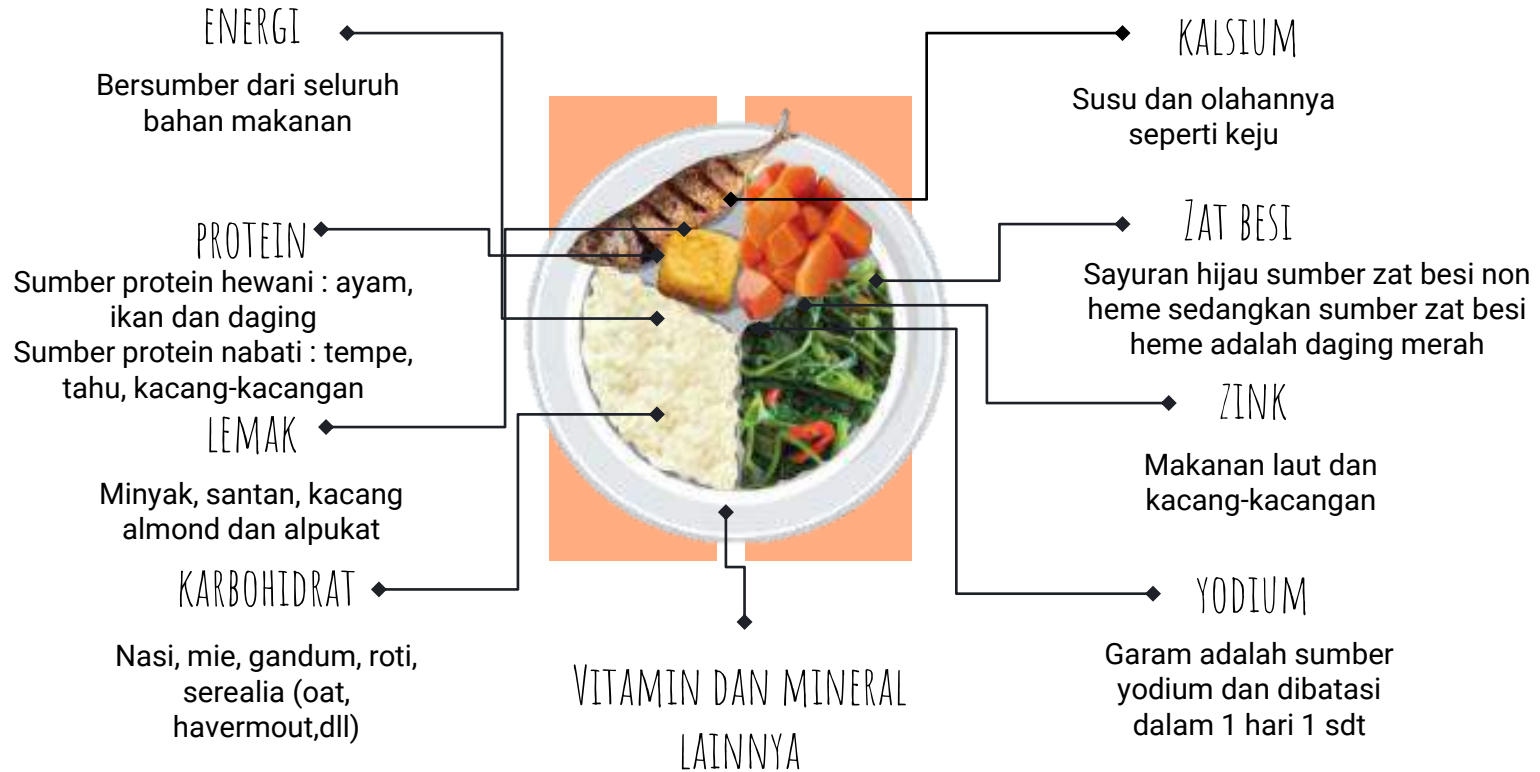 ENERGI
Bersumber dari seluruh
bahan makanan
PROTEIN
Sumber protein hewani : ayam,
ikan dan daging
Sumber protein nabati : tempe,
tahu, kacang-kacangan
LEMAK
Minyak, santan, kacang
almond dan alpukat
KARBOHIDRAT
Nasi, mie, gandum, roti,
serealia (oat,
havermout,dll)
VITAMIN DAN MINERAL
LAINNYA
KALSIUM
Susu dan olahannya
seperti keju
ZAT BESI
Sayuran hijau sumber zat besi non
heme sedangkan sumber zat besi
heme adalah daging merah
ZINK
Makanan laut dan
kacang-kacangan
YODIUM
Garam adalah sumber
yodium dan dibatasi
dalam 1 hari 1 sdt